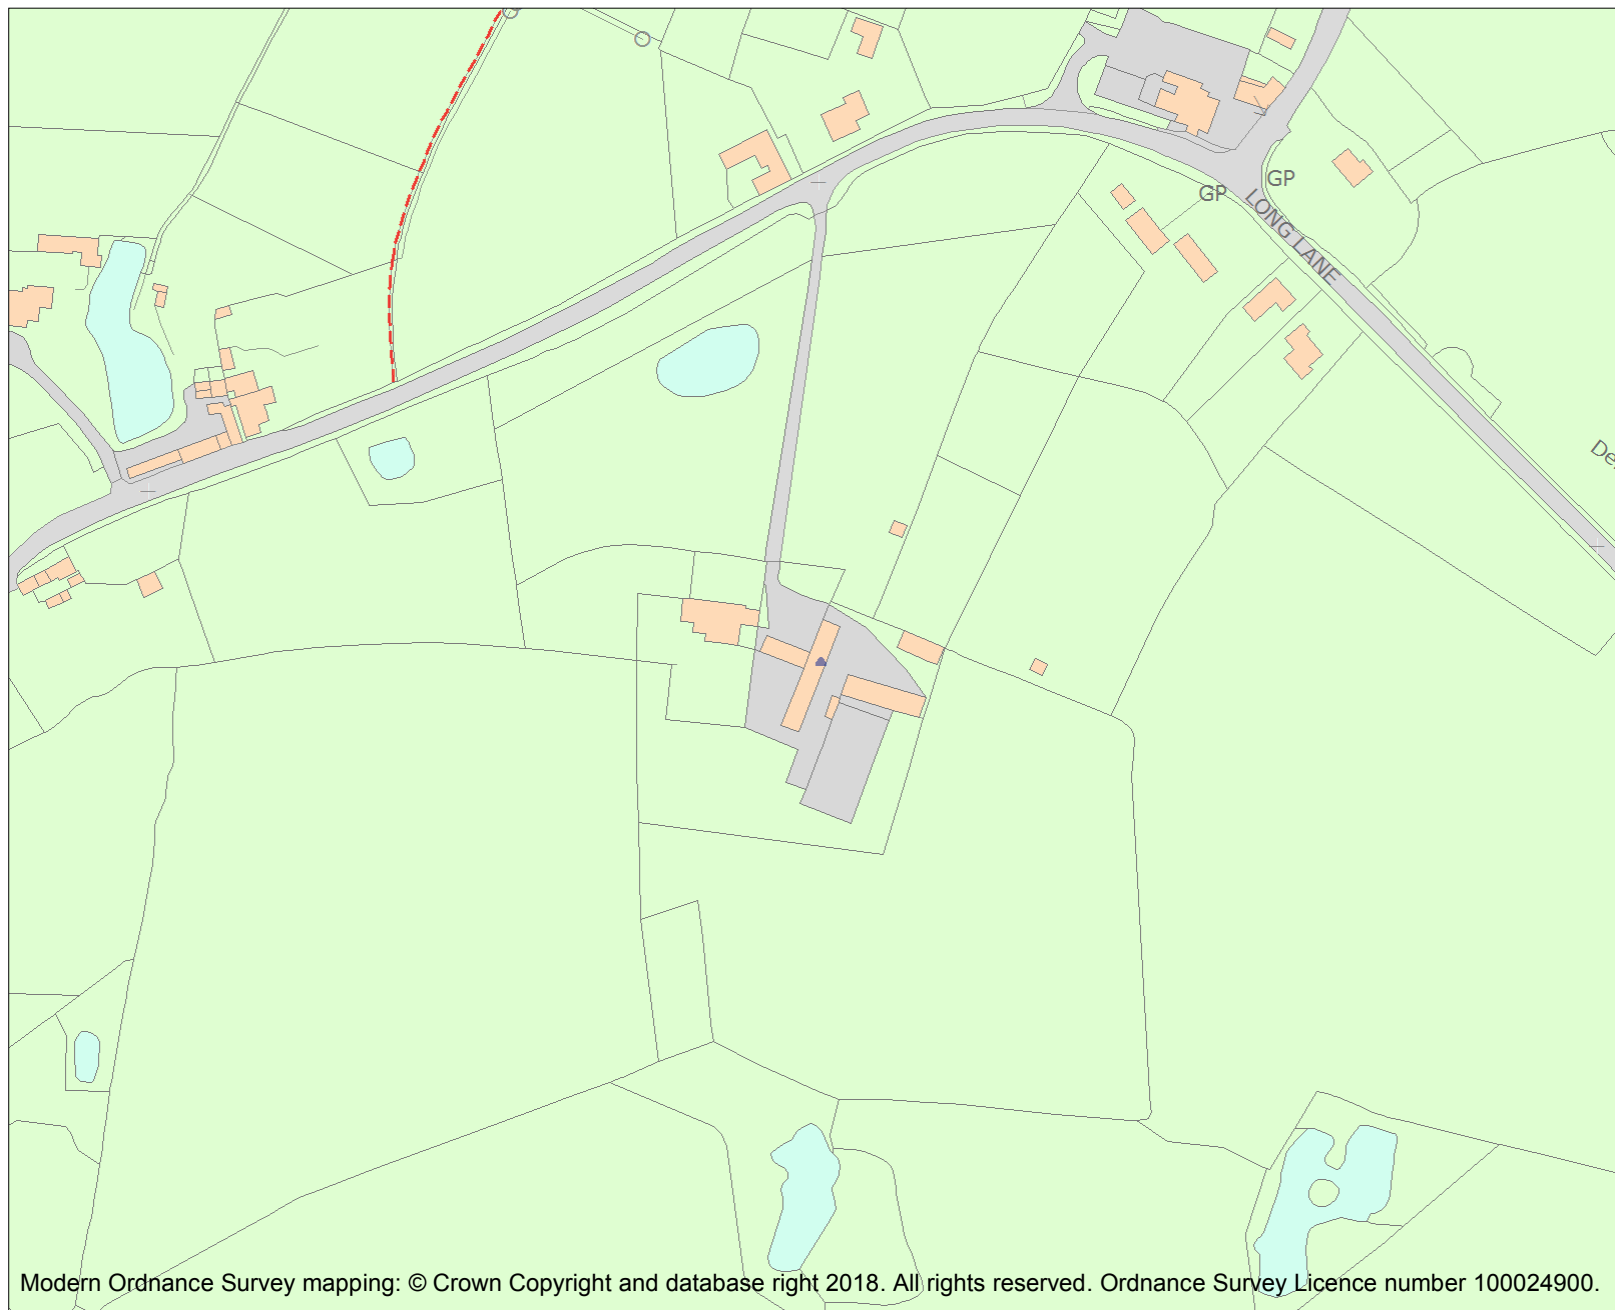 GP
GP
LONG LANE
Modern Ordnance Survey mapping: © Crown Copyright and database right 2018. All rights reserved. Ordnance Survey Licence number 100024900.